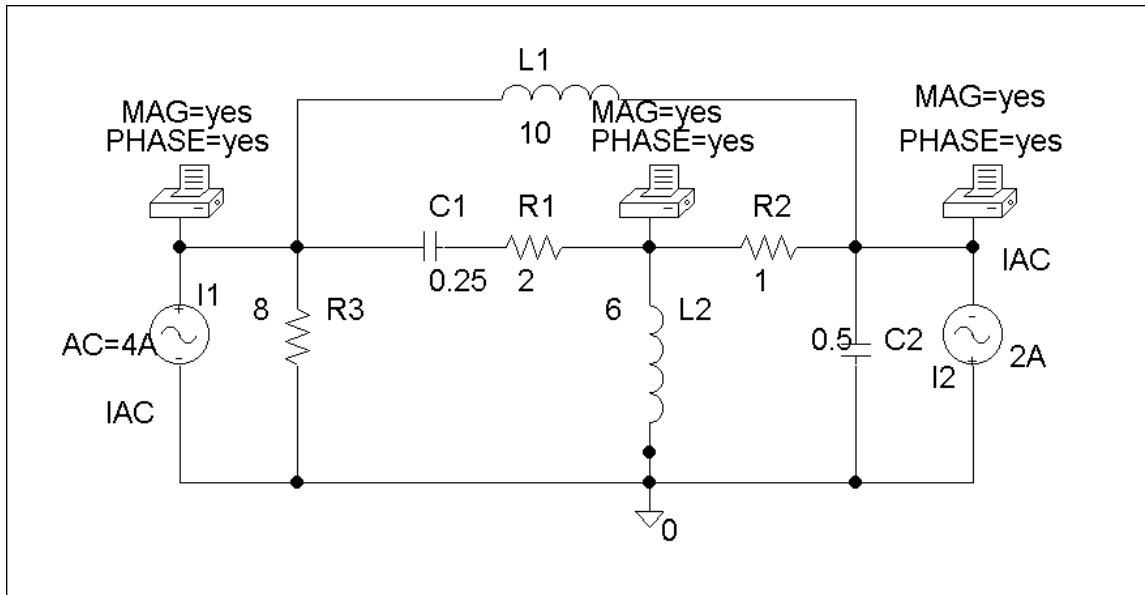 L1
10
MAG=yes
PHASE=yes
MAG=yes
PHASE=yes
MAG=yes
PHASE=yes
C1
0.25
R1
2
R2
1
IAC
I1
AC=4A
IAC
8
R3
6
L2
0.5
C2
I2
2A
0
+
-
-
+